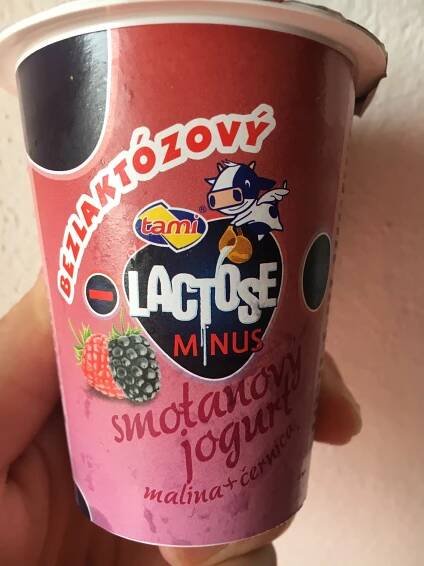 BEZLAKTÓZOVÝ
tami®
LACTOSE
MINUS
smotanový
jogurt
malina+černica